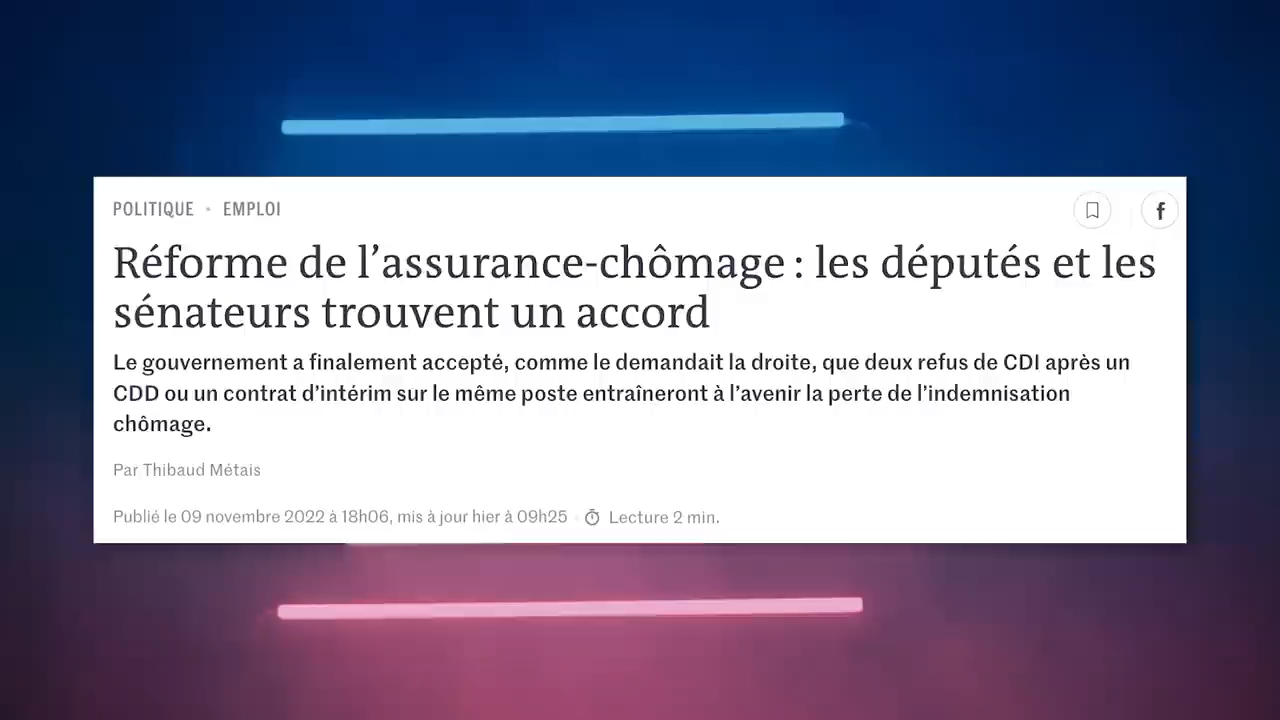 POLITIQUE • EMPLOI
Réforme de l’assurance-chômage : les députés et les
sénateurs trouvent un accord
Le gouvernement a finalement accepté, comme le demandait la droite, que deux refus de CDI après un
CDD ou un contrat d’intérim sur le même poste entraîneront à l’avenir la perte de l’indemnisation
chômage.
Par Thibaud Métais
Publié le 09 novembre 2022 à 18h06, mis à jour hier à 09h25 • Lecture 2 min.